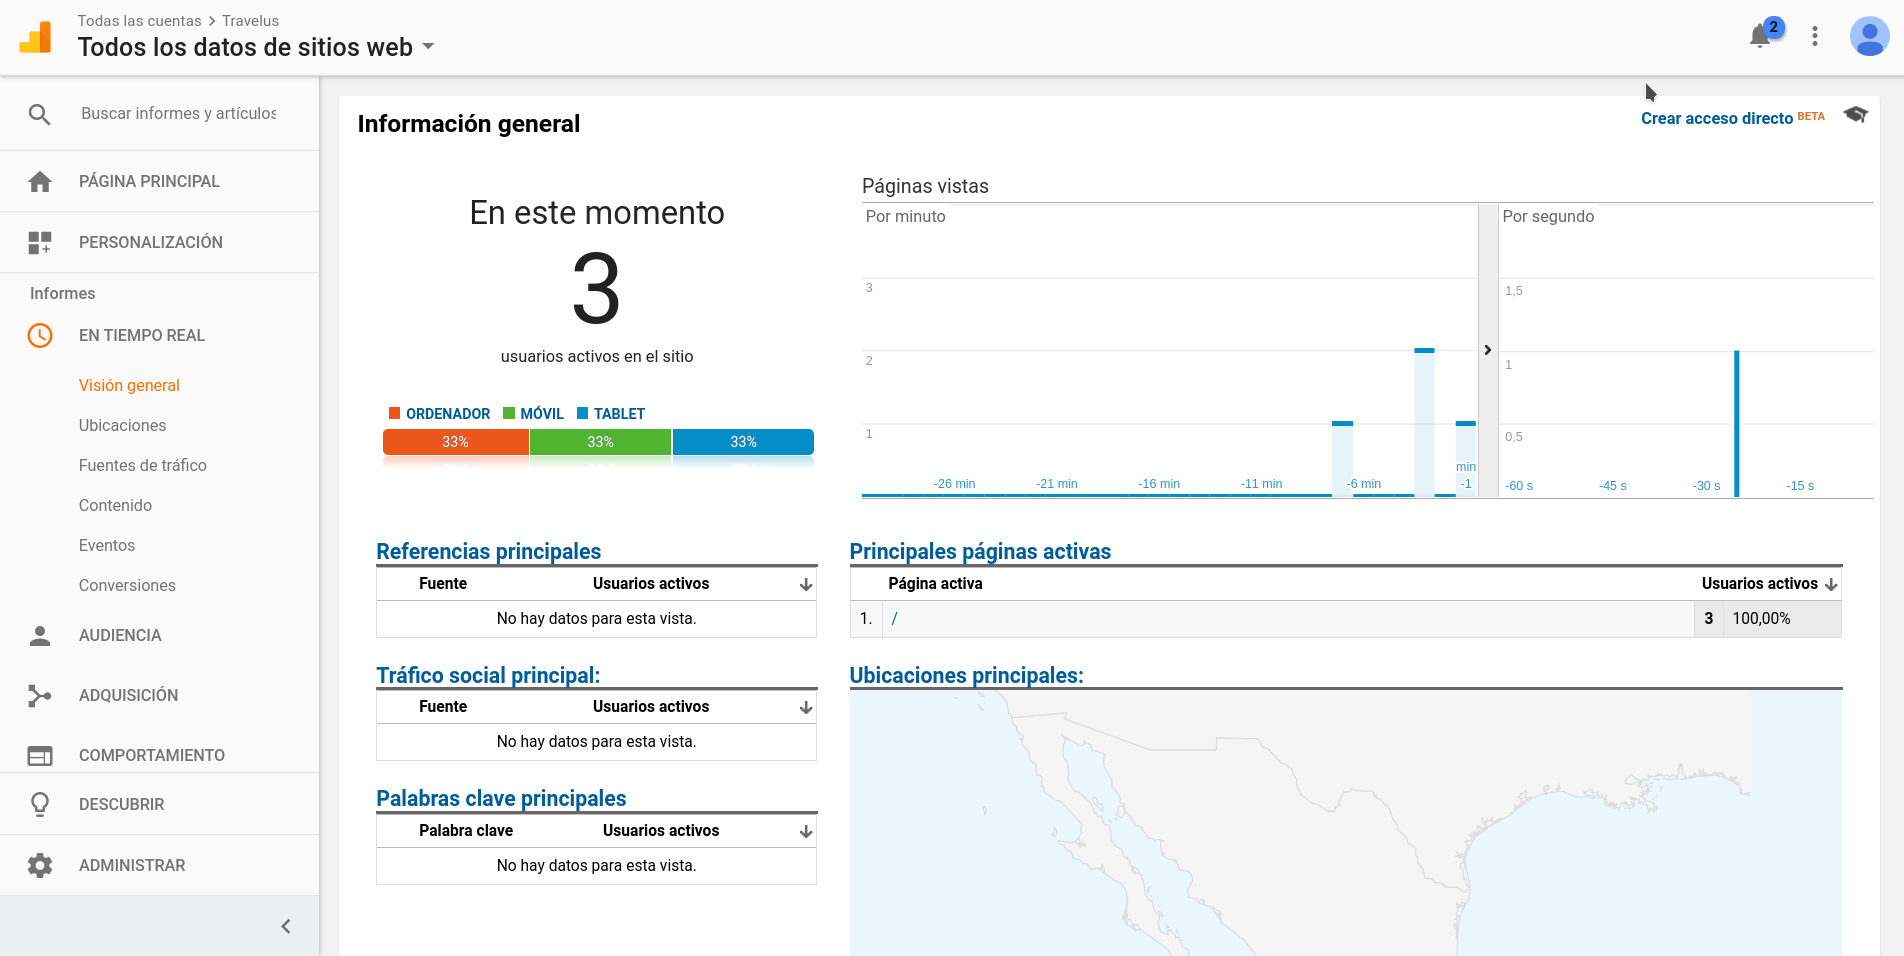 Todas las cuentas > Travelus
Todos los datos de sitios web
2
Buscar informes y artículos
PÁGINA PRINCIPAL
PERSONALIZACIÓN
Informes
EN TIEMPO REAL
Visión general
Ubicaciones
Fuentes de tráfico
Contenido
Eventos
Conversiones
AUDIENCIA
ADQUISICIÓN
COMPORTAMIENTO
DESCUBRIR
ADMINISTRAR
Información general
Crear acceso directo BETA
En este momento
3
usuarios activos en el sitio
ORDENADOR MÓVIL TABLET
33% 33% 33%
Páginas vistas
Por minuto
3
2
1
-26 min -21 min -16 min -11 min -6 min min
-1
Por segundo
1,5
1
0,5
-60 s -45 s -30 s -15 s
Referencias principales
Fuente Usuarios activos
No hay datos para esta vista.
Principales páginas activas
Página activa Usuarios activos
1. / 3 100,00%
Tráfico social principal:
Fuente Usuarios activos
No hay datos para esta vista.
Ubicaciones principales:
Palabras clave principales
Palabra clave Usuarios activos
No hay datos para esta vista.